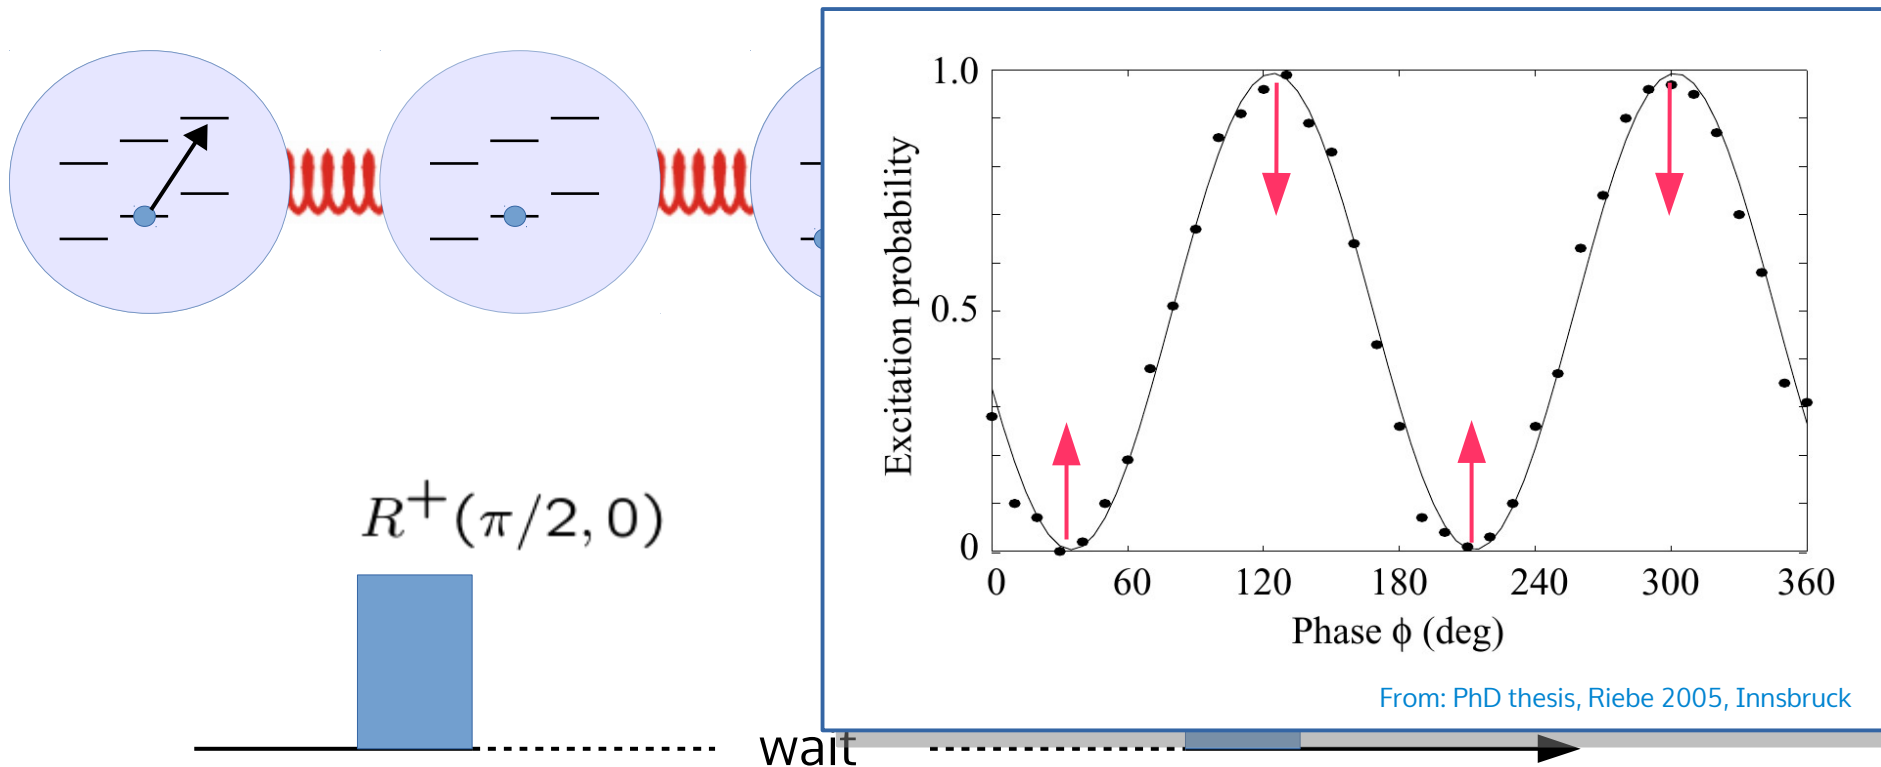 R⁺(π/2, 0)
wait
Excitation probability
1.0
0.5
0
0 60 120 180 240 300 360
Phase ϕ (deg)
From: PhD thesis, Riebe 2005, Innsbruck